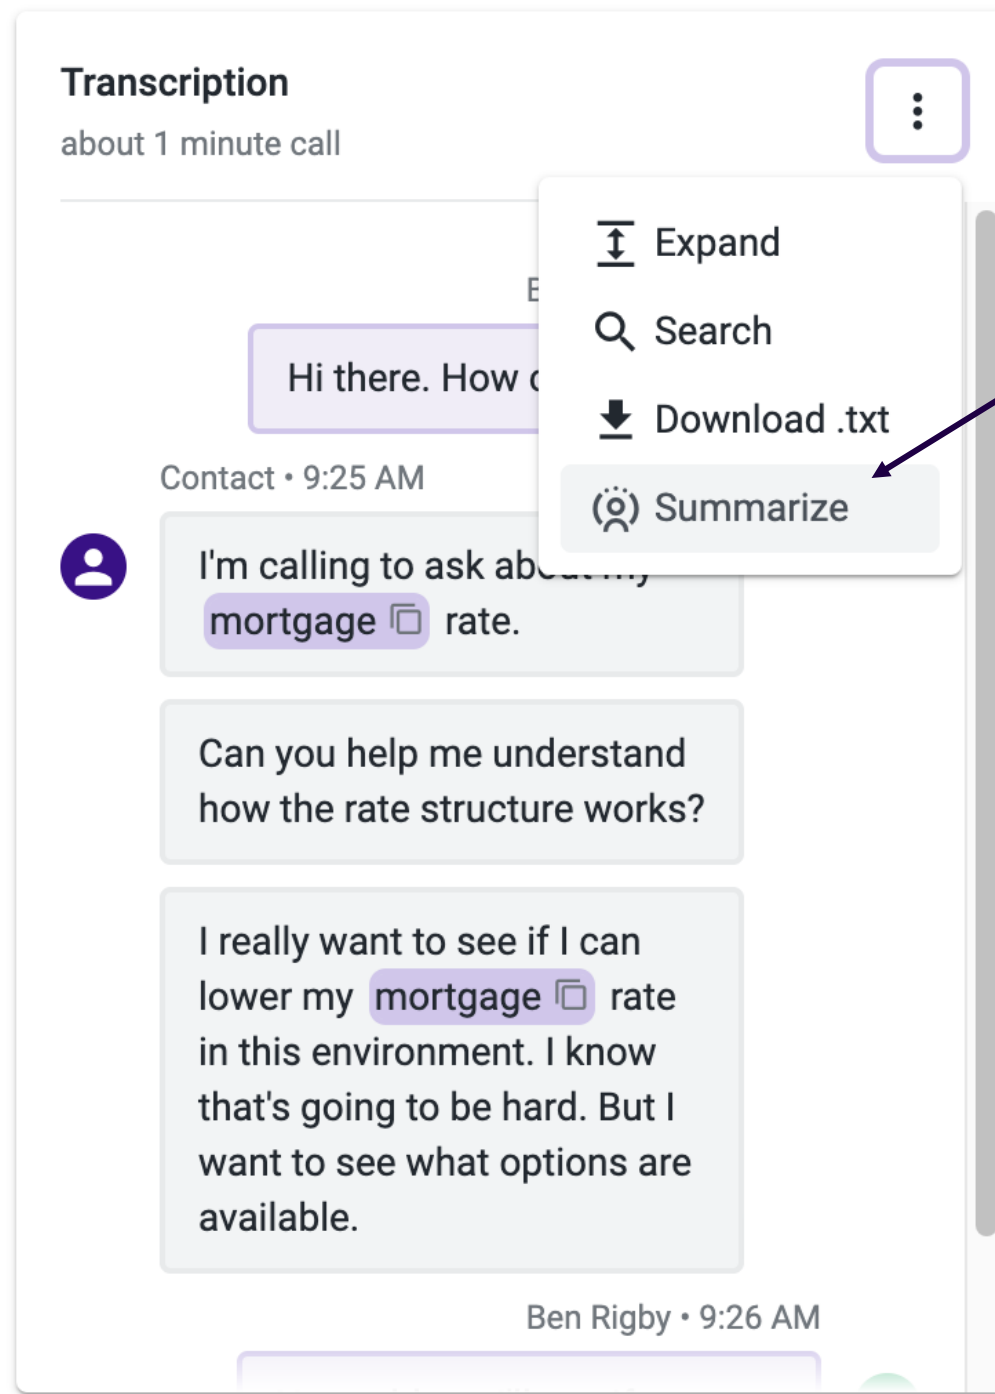 Transcription
about 1 minute call
Expand
Search
Download .txt
Summarize
Hi there. How
Contact • 9:25 AM
I'm calling to ask about my
mortgage rate.
Can you help me understand
how the rate structure works?
I really want to see if I can
lower my mortgage rate
in this environment. I know
that's going to be hard. But I
want to see what options are
available.
Ben Rigby • 9:26 AM